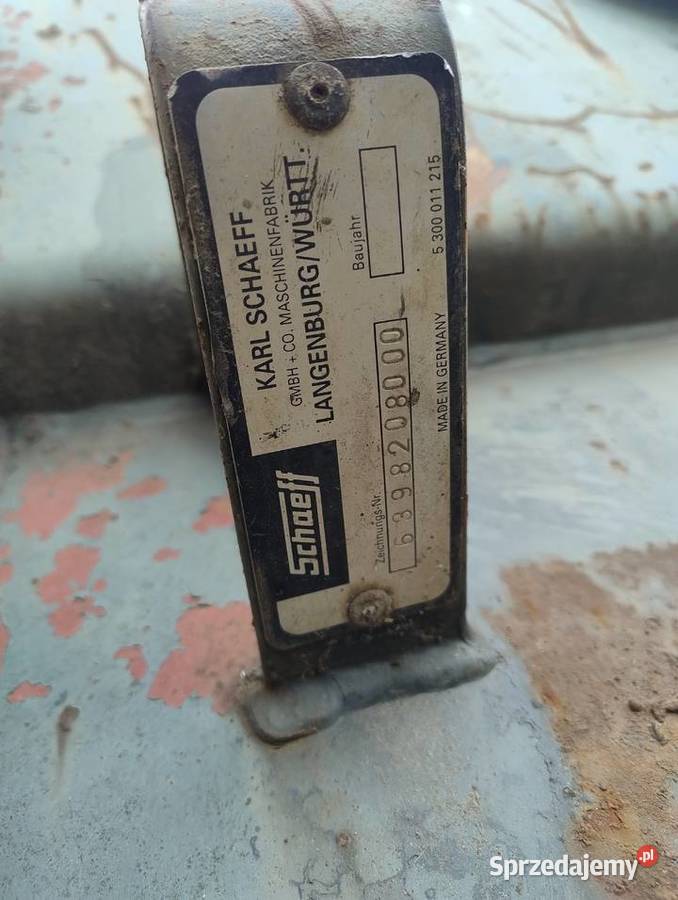 KARL SCHAEFF
GMBH + CO. MASCHINENFABRIK
LANGENBURG/WÜRTT.
Schaeff
Baujahr
Zeichnungs-Nr.
5398208000
MADE IN GERMANY
5 300 011 215
Sprzedajemy.pl